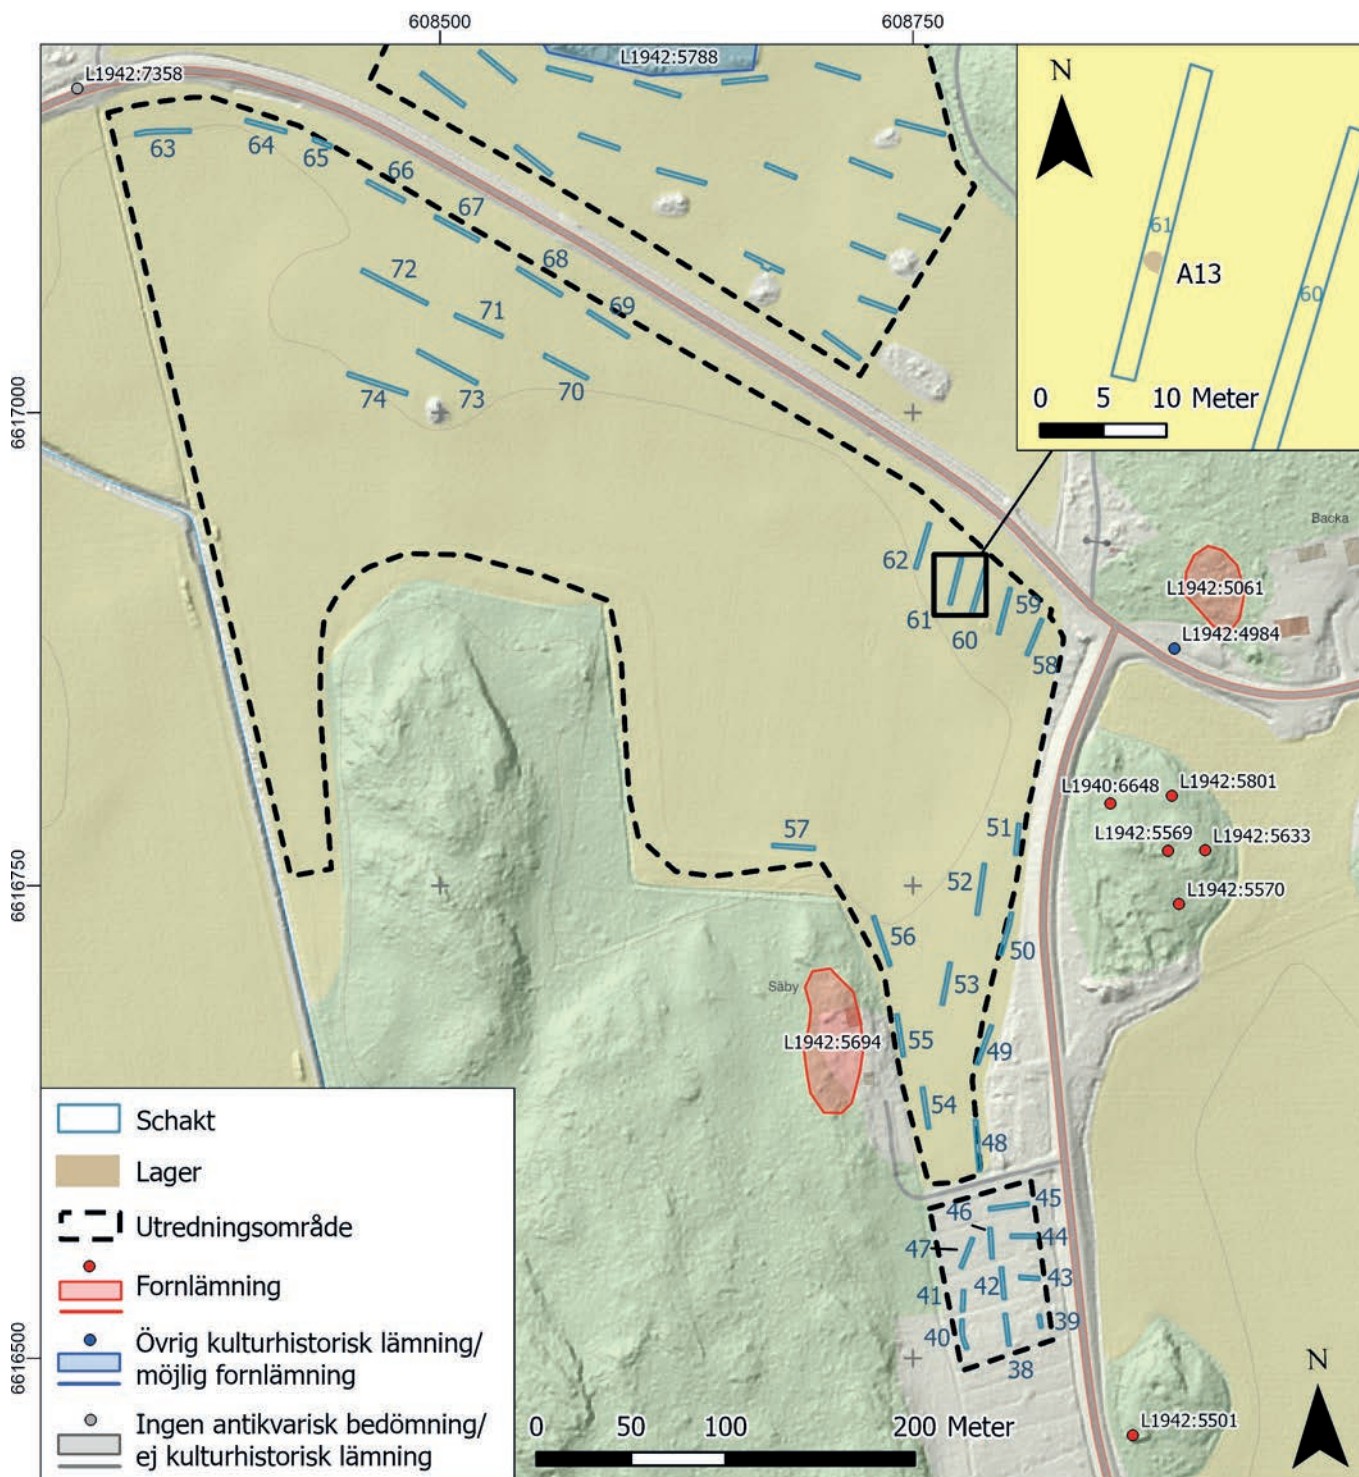 608500
608750
L1942:7358
L1942:5788
N
63
64
65
66
67
68
69
72
71
70
73
74
61
A13
60
0 5 10 Meter
6617000
Backa
62
61
60
59
58
L1942:5061
L1942:4984
L1940:6648
L1942:5801
L1942:5569
L1942:5633
L1942:5570
57
51
52
6616750
56
50
53
Säby
L1942:5694
55
49
54
48
46
45
47
44
43
42
41
40
39
38
6616500
L1942:5501
N
Schakt
Lager
Utredningsområde
Fornlämning
Övrig kulturhistorisk lämning/
möjlig fornlämning
Ingen antikvarisk bedömning/
ej kulturhistorisk lämning
0 50 100 200 Meter